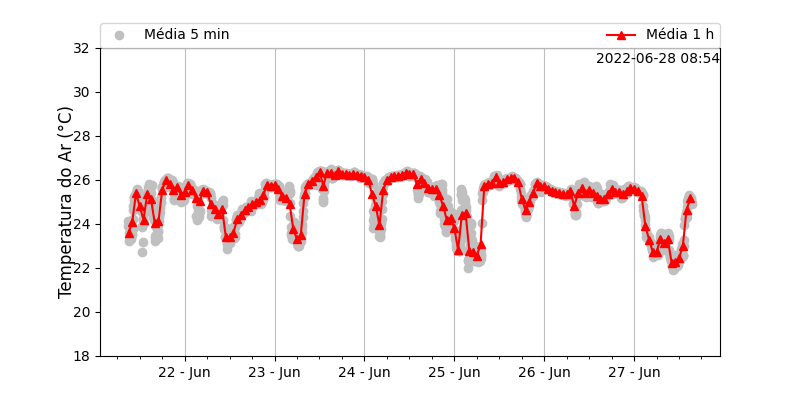 Média 5 min
Média 1 h
2022-06-28 08:54
Temperatura do Ar (°C)
32
30
28
26
24
22
20
18
22 - Jun
23 - Jun
24 - Jun
25 - Jun
26 - Jun
27 - Jun